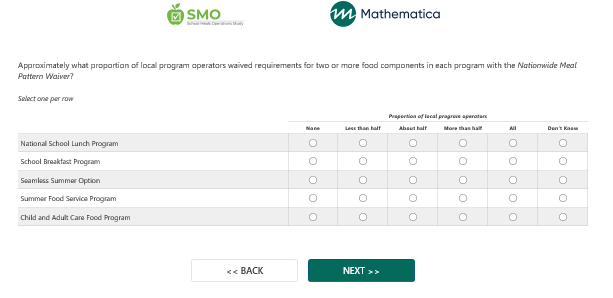 SMO
School Meals Operations Study
Mathematica
Approximately what proportion of local program operators waived requirements for two or more food components in each program with the Nationwide Meal
Pattern Waiver?
Select one per row
Proportion of local program operators
None Less than half About half More than half All Don't Know
National School Lunch Program
School Breakfast Program
Seamless Summer Option
Summer Food Service Program
Child and Adult Care Food Program
<< BACK NEXT >>